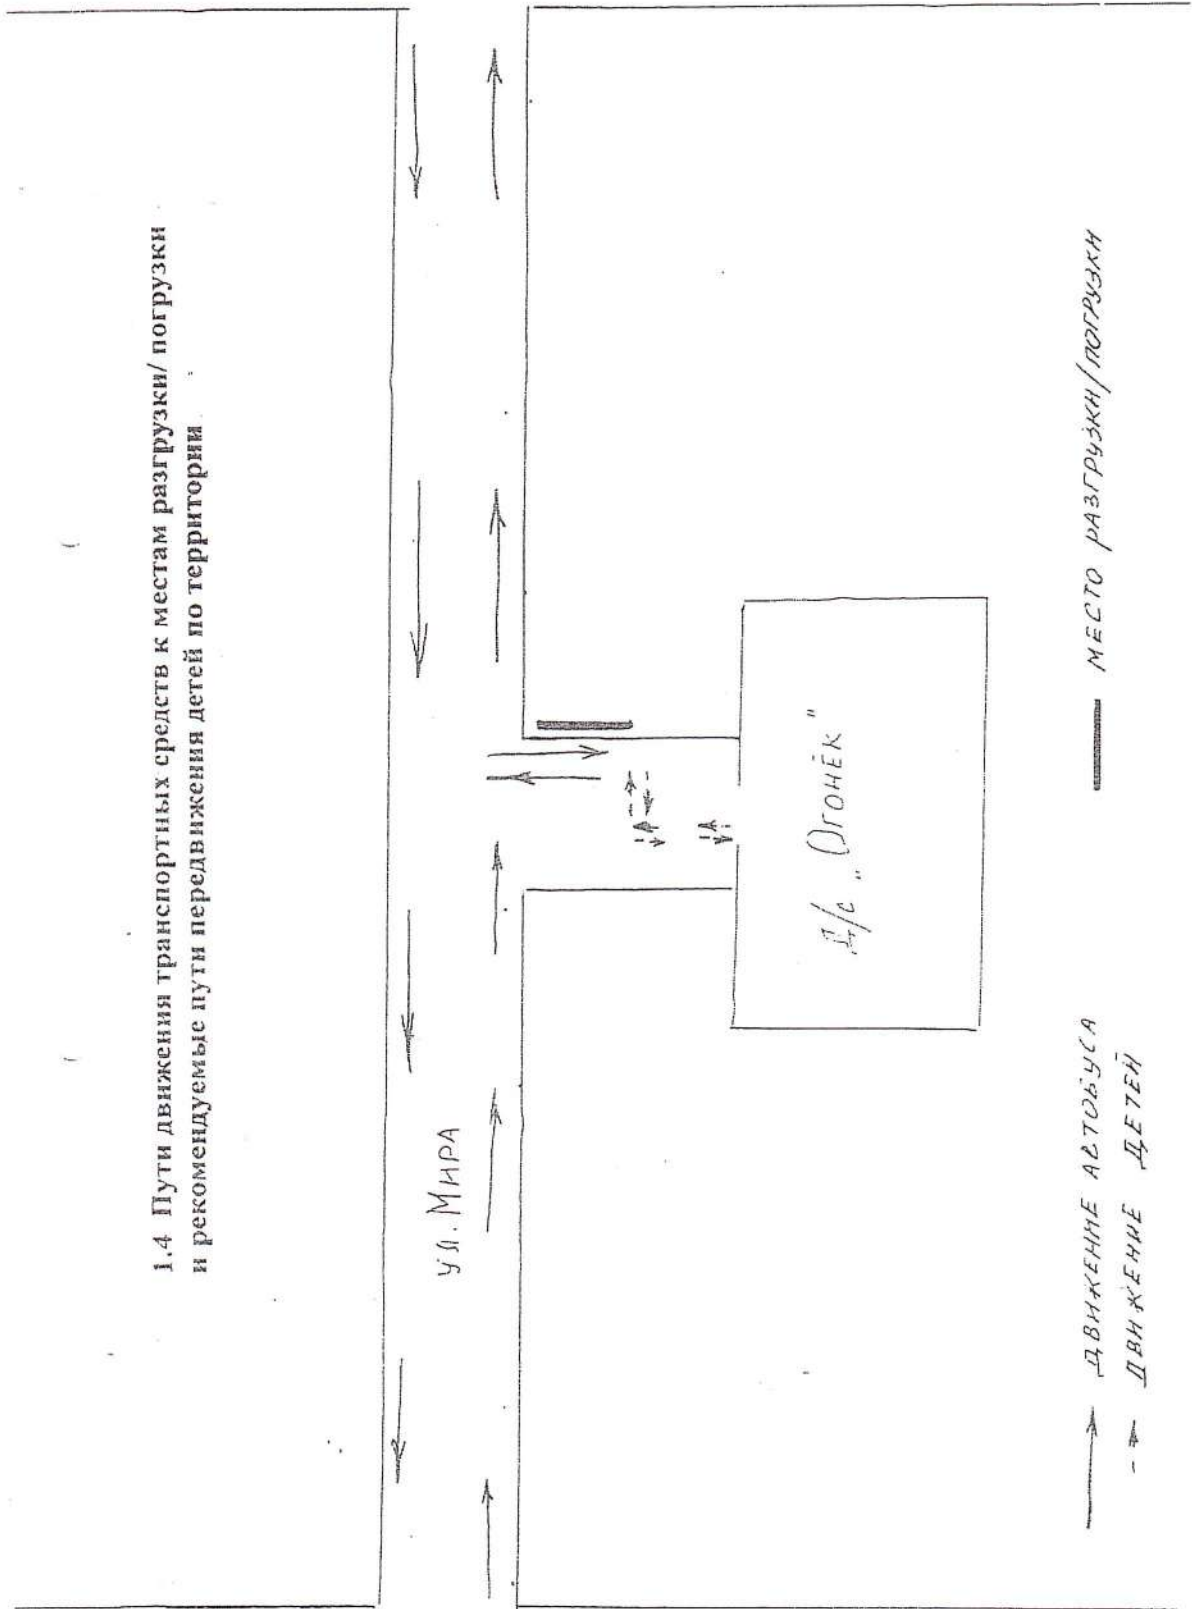 1.4 Пути движения транспортных средств к местам разгрузки/ погрузки
и рекомендуемые пути передвижения детей по территории
ул. Мира
Д/с „Огонёк"
ДВИЖЕНИЕ АВТОБУСА
ДВИЖЕНИЕ ДЕТЕЙ
МЕСТО РАЗГРУЗКИ/ПОГРУЗКИ